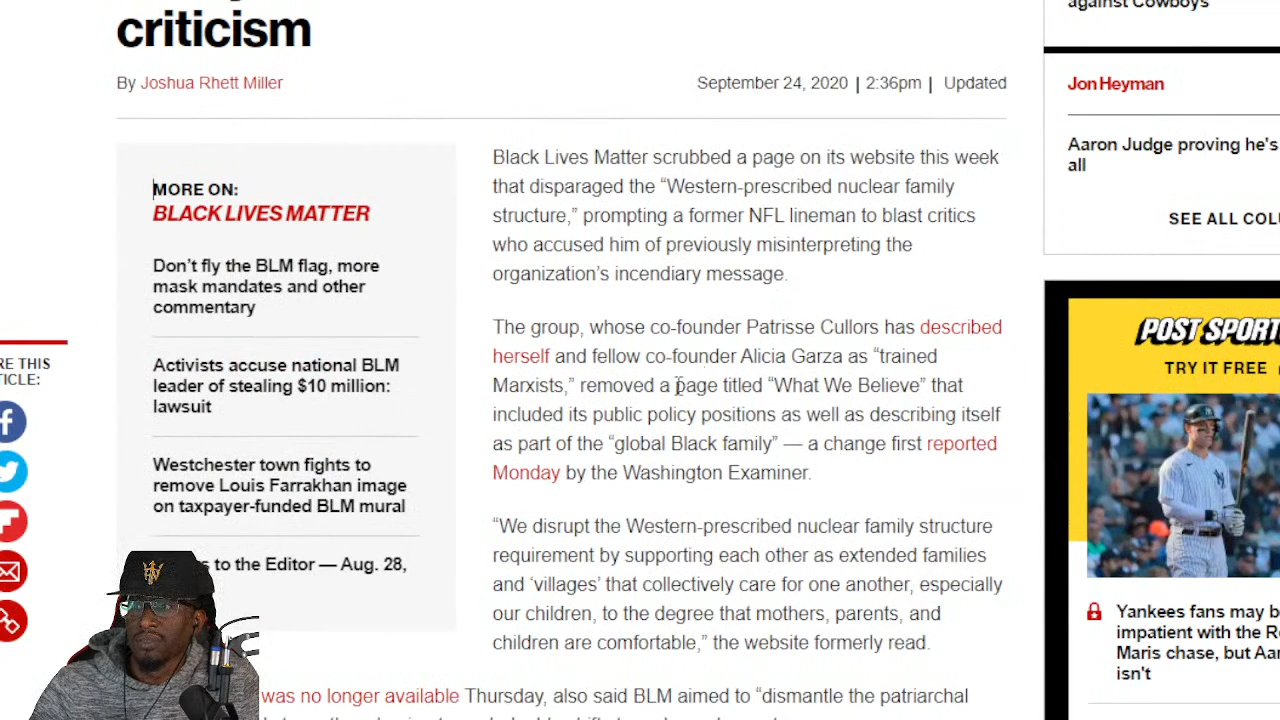 criticism
By Joshua Rhett Miller
September 24, 2020 | 2:36pm | Updated
MORE ON:
BLACK LIVES MATTER
Don't fly the BLM flag, more
mask mandates and other
commentary
Activists accuse national BLM
leader of stealing $10 million:
lawsuit
Westchester town fights to
remove Louis Farrakhan image
on taxpayer-funded BLM mural
to the Editor — Aug. 28,
Black Lives Matter scrubbed a page on its website this week
that disparaged the “Western-prescribed nuclear family
structure,” prompting a former NFL lineman to blast critics
who accused him of previously misinterpreting the
organization’s incendiary message.
The group, whose co-founder Patrisse Cullors has described
herself and fellow co-founder Alicia Garza as “trained
Marxists,” removed a page titled “What We Believe” that
included its public policy positions as well as describing itself
as part of the “global Black family” — a change first reported
Monday by the Washington Examiner.
“We disrupt the Western-prescribed nuclear family structure
requirement by supporting each other as extended families
and ‘villages’ that collectively care for one another, especially
our children, to the degree that mothers, parents, and
children are comfortable,” the website formerly read.
was no longer available Thursday, also said BLM aimed to “dismantle the patriarchal
RE THIS
TICLE:
against Cowboys
Jon Heyman
Aaron Judge proving he's
all
SEE ALL COLU
POST SPORT
TRY IT FREE
Yankees fans may b
impatient with the R
Maris chase, but Aa
isn't